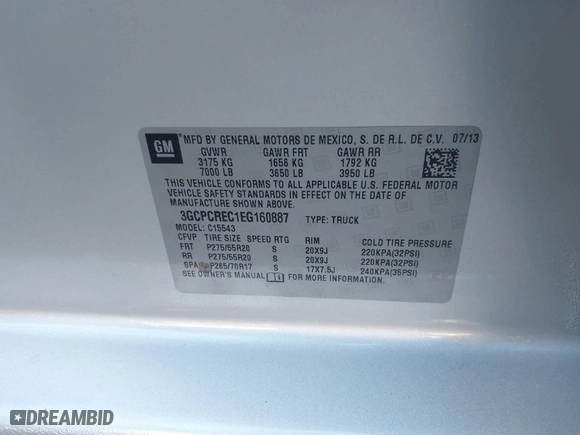 GM
MFD BY GENERAL MOTORS DE MEXICO, S. DE R.L. DE C.V. 07/13
GVWR GAWR FRT GAWR RR
3175 KG 1656 KG 1792 KG
7000 LB 3650 LB 3950 LB
THIS VEHICLE CONFORMS TO ALL APPLICABLE U.S. FEDERAL MOTOR
VEHICLE SAFETY STANDARDS IN EFFECT ON THE DATE OF
MANUFACTURE SHOWN ABOVE.
3GCPCREC1EG160887 TYPE: TRUCK
MODEL: C15543
CFVP TIRE SIZE SPEED RTG RIM COLD TIRE PRESSURE
FRT P275/55R20 S 20X9J 220KPA(32PSI)
RR P275/55R20 S 20X9J 220KPA(32PSI)
SPA P265/70R17 S 17X7.5J 240KPA(35PSI)
SEE OWNER'S MANUAL FOR MORE INFORMATION.
DREAMBID